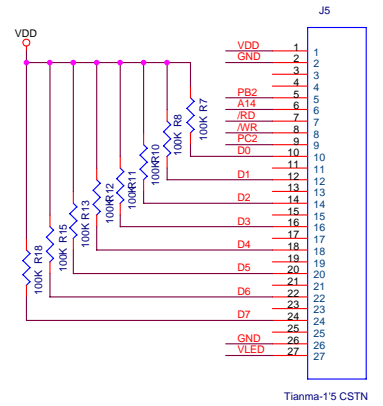 J5
VDD
VDD 1 1
GND 2 2
3 3
4 4
PB2 5 5
A14 6 6
/RD 7 7
/WR 8 8
PC2 9 9
D0 10 10
11 11
D1 12 12
13 13
D2 14 14
15 15
D3 16 16
17 17
D4 18 18
19 19
D5 20 20
21 21
D6 22 22
23 23
D7 24 24
25 25
GND 26 26
VLED 27 27
100K R18
100K R15
100K R13
100K R12
100K R11
100K R10
100K R8
100K R7
Tianma-1'5 CSTN